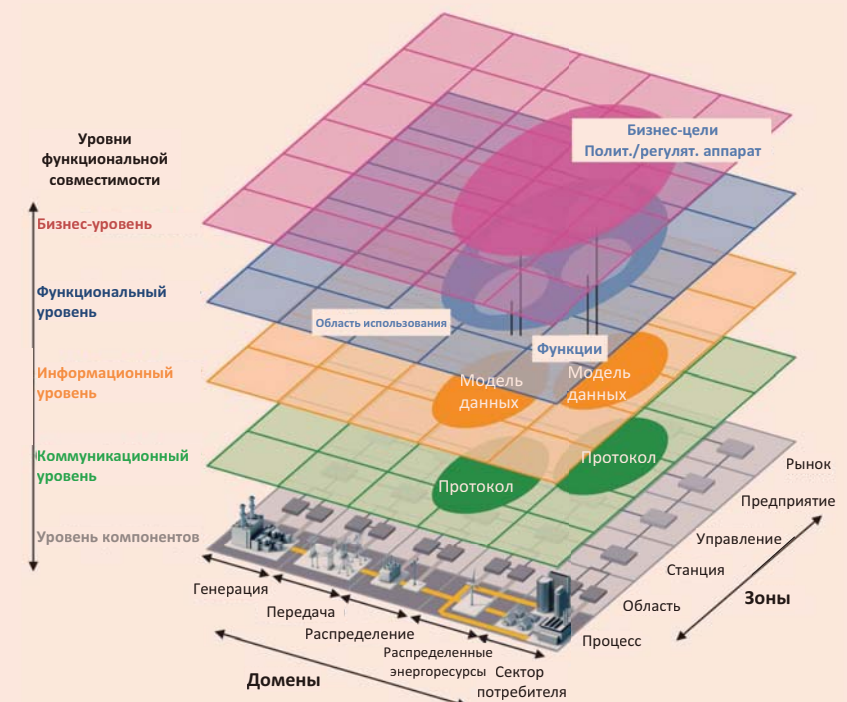 Уровни
функциональной
совместимости
Бизнес-цели
Полит./регулят. аппарат
Бизнес-уровень
Функциональный
уровень
Область использования
Функции
Информационный
уровень
Модель
данных
Модель
данных
Коммуникационный
уровень
Протокол
Протокол
Уровень компонентов
Рынок
Предприятие
Управление
Станция
Область
Процесс
Зоны
Генерация
Передача
Распределение
Распределенные
энергоресурсы
Сектор
потребителя
Домены